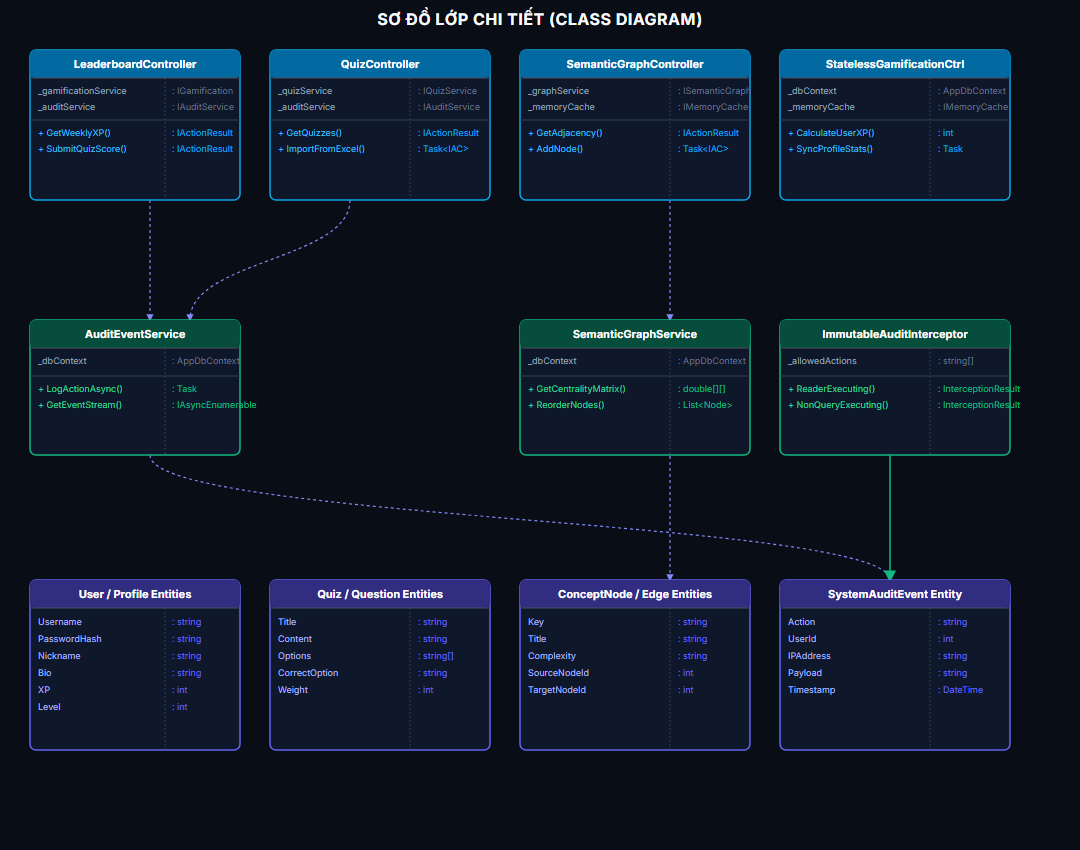 SƠ ĐỒ LỚP CHI TIẾT (CLASS DIAGRAM)
LeaderboardController
_gamificationService : IGamification
_auditService : IAuditService
+ GetWeeklyXP() : IActionResult
+ SubmitQuizScore() : IActionResult
QuizController
_quizService : IQuizService
_auditService : IAuditService
+ GetQuizzes() : IActionResult
+ ImportFromExcel() : Task<IAC>
SemanticGraphController
_graphService : ISemanticGraph
_memoryCache : IMemoryCache
+ GetAdjacency() : IActionResult
+ AddNode() : Task<IAC>
StatelessGamificationCtrl
_dbContext : AppDbContext
_memoryCache : IMemoryCache
+ CalculateUserXP() : int
+ SyncProfileStats() : Task
AuditEventService
_dbContext : AppDbContext
+ LogActionAsync() : Task
+ GetEventStream() : IAsyncEnumerable
SemanticGraphService
_dbContext : AppDbContext
+ GetCentralityMatrix() : double[][]
+ ReorderNodes() : List<Node>
ImmutableAuditInterceptor
_allowedActions : string[]
+ ReaderExecuting() : InterceptionResult
+ NonQueryExecuting() : InterceptionResult
User / Profile Entities
Username : string
PasswordHash : string
Nickname : string
Bio : string
XP : int
Level : int
Quiz / Question Entities
Title : string
Content : string
Options : string[]
CorrectOption : string
Weight : int
ConceptNode / Edge Entities
Key : string
Title : string
Complexity : string
SourceNodeId : int
TargetNodeId : int
SystemAuditEvent Entity
Action : string
UserId : int
IPAddress : string
Payload : string
Timestamp : DateTime